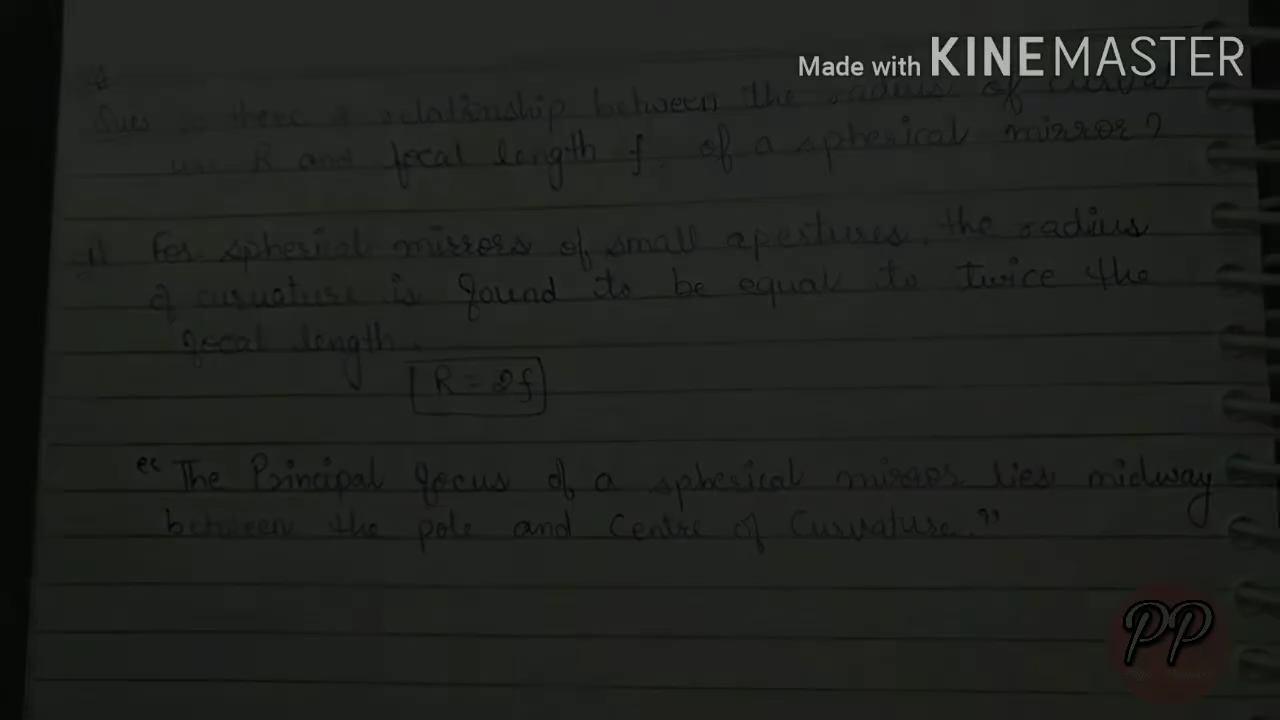 Made with KINEMASTER
Ques is there a relationship between the radius of curvat
ure R and focal length f, of a spherical mirror?
For spherical mirrors of small apertures, the radius
of curvature is found to be equal to twice the
focal length.
R = 2f
"The Principal focus of a spherical mirror lies midway
between the pole and Centre of Curvature."
PP